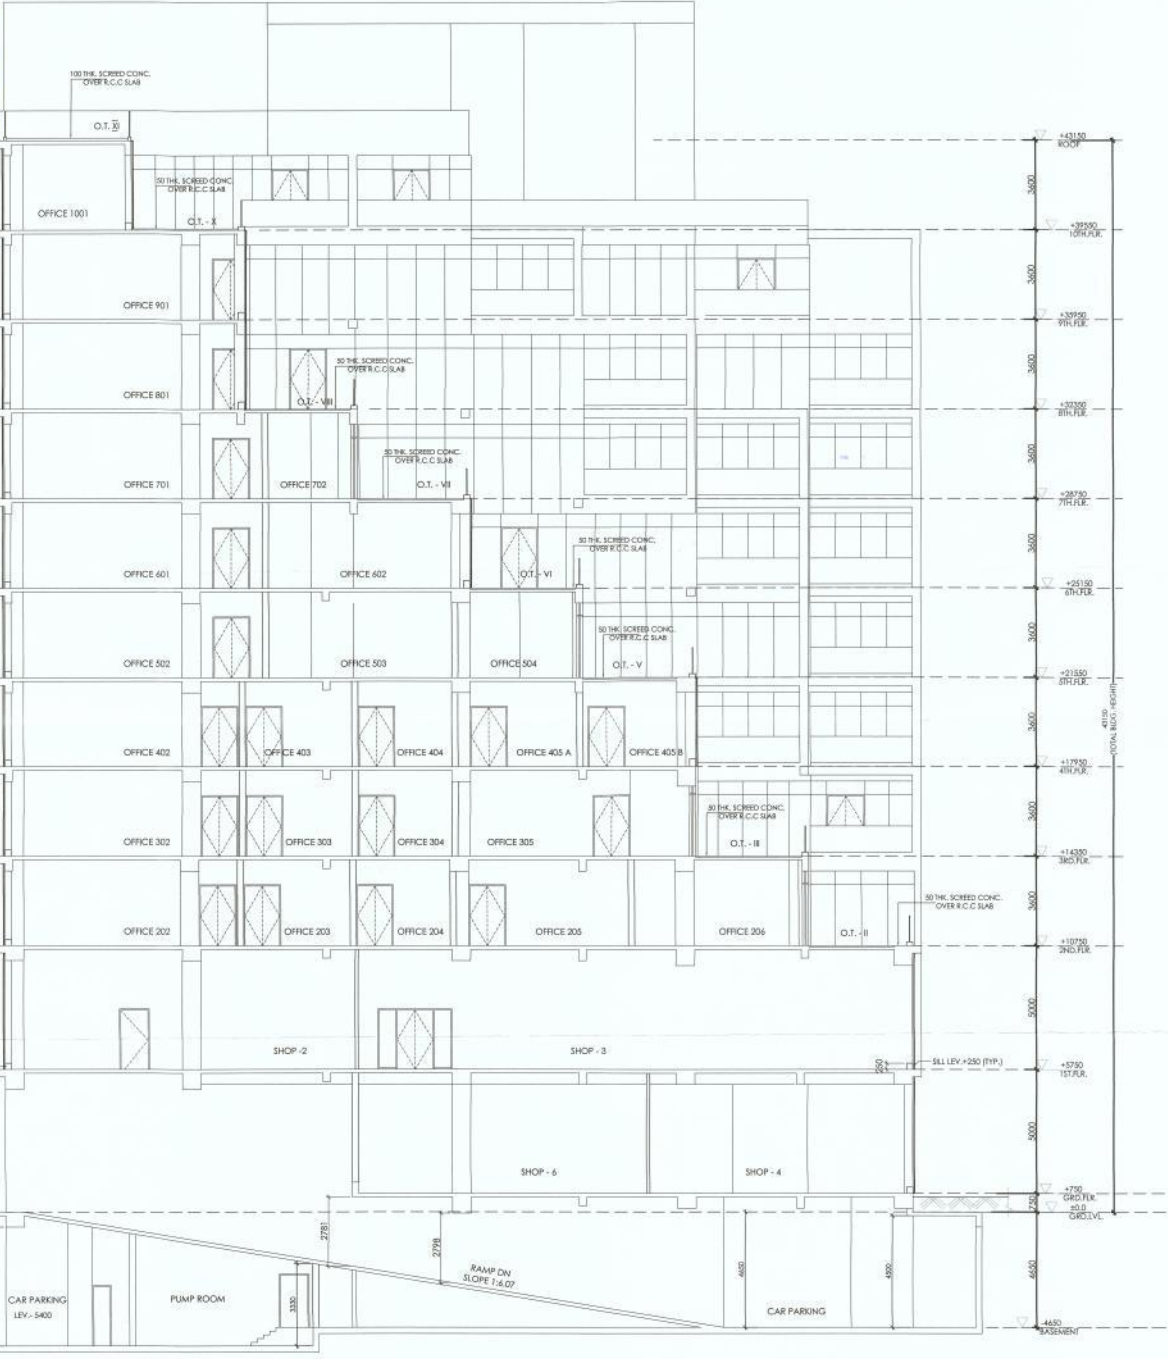 100 THK. SCREED CONC.
OVER R.C.C SLAB
O.T. XI
+43150
ROOF
50 THK. SCREED CONC.
OVER R.C.C SLAB
3600
OFFICE 1001
O.T. - X
+39550
10TH.FLR.
3600
OFFICE 901
+35950
9TH.FLR.
50 THK. SCREED CONC.
OVER R.C.C SLAB
3600
OFFICE 801
O.T. - VIII
+32350
8TH.FLR.
50 THK. SCREED CONC.
OVER R.C.C SLAB
3600
OFFICE 701
OFFICE 702
O.T. - VII
+28750
7TH.FLR.
50 THK. SCREED CONC.
OVER R.C.C SLAB
3600
OFFICE 601
OFFICE 602
O.T. - VI
+25150
6TH.FLR.
50 THK. SCREED CONC.
OVER R.C.C SLAB
3600
OFFICE 502
OFFICE 503
OFFICE 504
O.T. - V
+21550
5TH.FLR.
3600
43150
(TOTAL BLDG. HEIGHT)
OFFICE 402
OFFICE 403
OFFICE 404
OFFICE 405 A
OFFICE 405 B
+17950
4TH.FLR.
50 THK. SCREED CONC.
OVER R.C.C SLAB
3600
OFFICE 302
OFFICE 303
OFFICE 304
OFFICE 305
O.T. - III
+14350
3RD.FLR.
50 THK. SCREED CONC.
OVER R.C.C SLAB
3600
OFFICE 202
OFFICE 203
OFFICE 204
OFFICE 205
OFFICE 206
O.T. - II
+10750
2ND.FLR.
5000
SHOP -2
SHOP - 3
250
SILL LEV.+250 (TYP.)
+5750
1ST.FLR.
5000
SHOP - 6
SHOP - 4
+750
GRD.FLR.
750
±0.0
GRD.LVL.
2781
2798
RAMP DN
SLOPE 1:6.07
4650
4500
4650
CAR PARKING
LEV.- 5400
PUMP ROOM
3330
CAR PARKING
-4650
BASEMENT